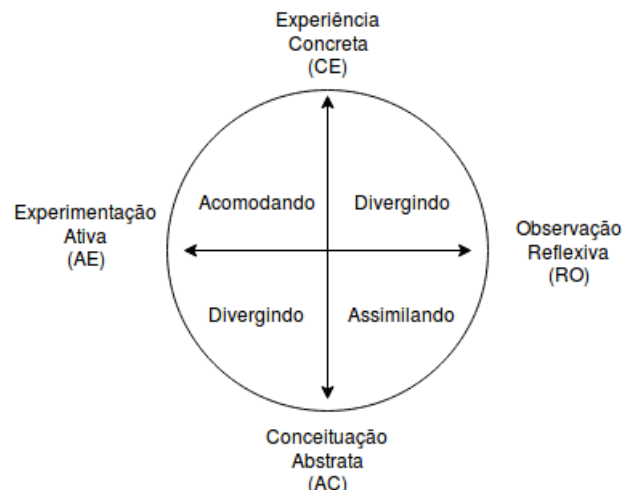 Experiência
Concreta
(CE)
Acomodando
Divergindo
Experimentação
Ativa
(AE)
Observação
Reflexiva
(RO)
Divergindo
Assimilando
Conceituação
Abstrata
(AC)